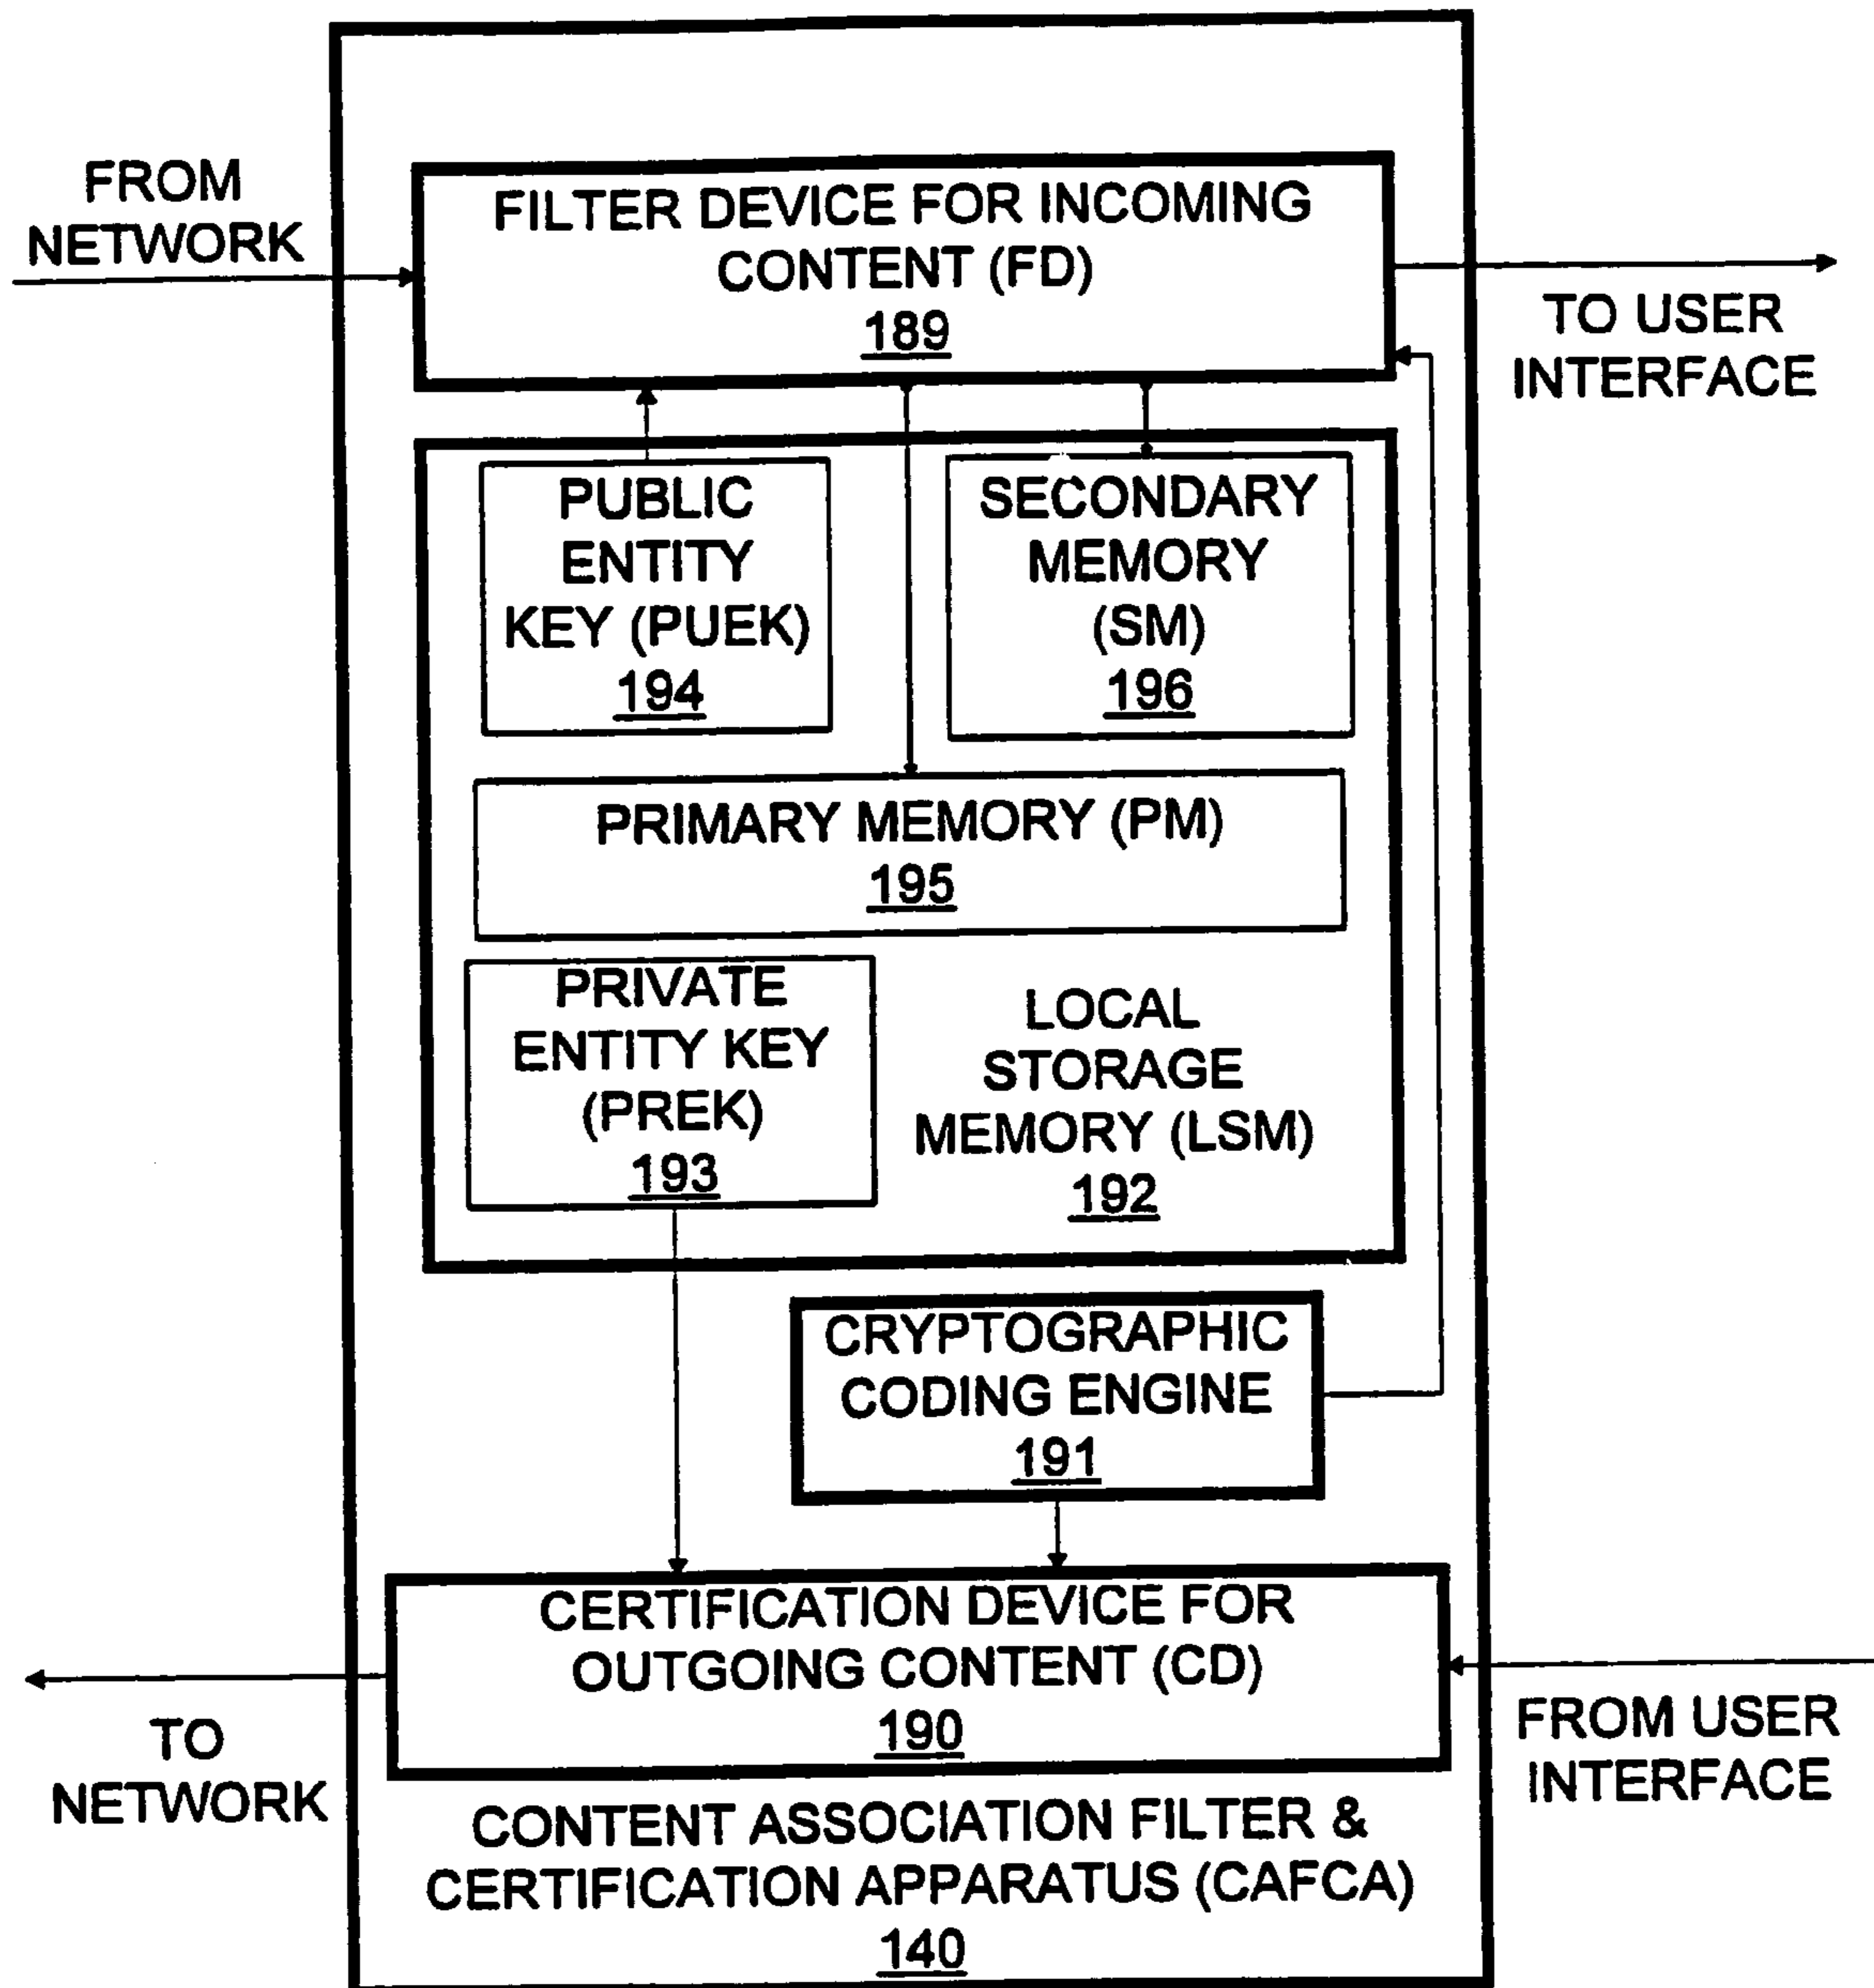 FROM
NETWORK
FILTER DEVICE FOR INCOMING
CONTENT (FD)
189
TO USER
INTERFACE
PUBLIC
ENTITY
KEY (PUEK)
194
SECONDARY
MEMORY
(SM)
196
PRIMARY MEMORY (PM)
195
PRIVATE
ENTITY KEY
(PREK)
193
LOCAL
STORAGE
MEMORY (LSM)
192
CRYPTOGRAPHIC
CODING ENGINE
191
CERTIFICATION DEVICE FOR
OUTGOING CONTENT (CD)
190
TO
NETWORK
FROM USER
INTERFACE
CONTENT ASSOCIATION FILTER &
CERTIFICATION APPARATUS (CAFCA)
140